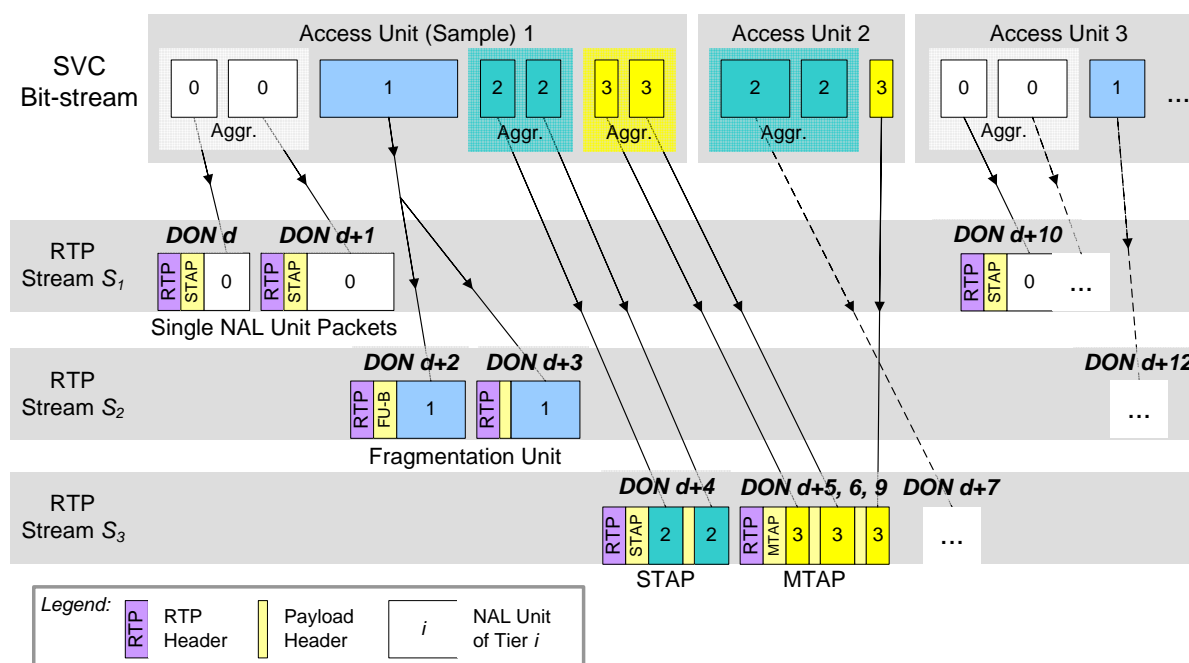 SVC
Bit-stream
Access Unit (Sample) 1
Access Unit 2
Access Unit 3
0 0 1 2 2 3 3 2 2 3 0 0 1 ...
Aggr. Aggr. Aggr. Aggr. Aggr.
RTP
Stream S1
DON d DON d+1 DON d+10
RTP STAP 0 RTP STAP 0 RTP STAP 0 ...
Single NAL Unit Packets
RTP
Stream S2
DON d+2 DON d+3 DON d+12
RTP FU-B 1 RTP 1 ...
Fragmentation Unit
RTP
Stream S3
DON d+4 DON d+5, 6, 9 DON d+7
RTP STAP 2 2 RTP MTAP 3 3 3 ...
STAP MTAP
Legend:
RTP RTP
Header
Payload
Header
i NAL Unit
of Tier i